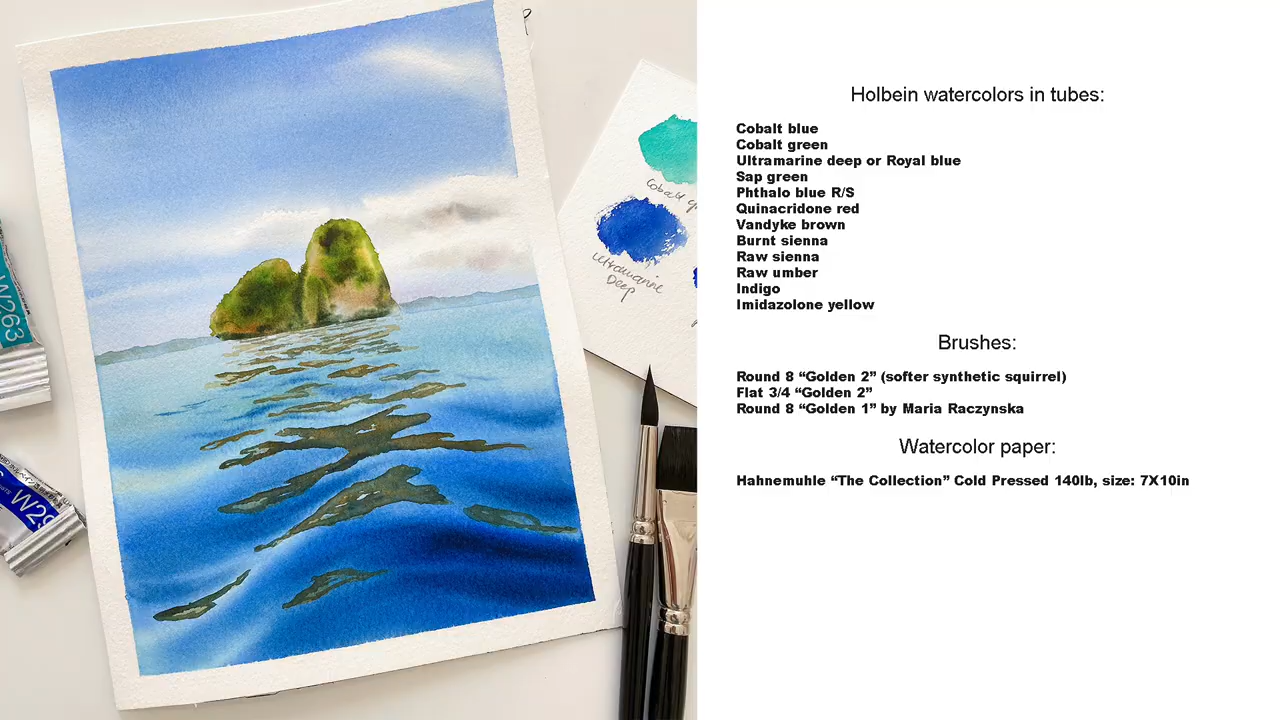 Holbein watercolors in tubes:
Cobalt blue
Cobalt green
Ultramarine deep or Royal blue
Sap green
Phthalo blue R/S
Quinacridone red
Vandyke brown
Burnt sienna
Raw sienna
Raw umber
Indigo
Imidazolone yellow
Brushes:
Round 8 “Golden 2” (softer synthetic squirrel)
Flat 3/4 “Golden 2”
Round 8 “Golden 1” by Maria Raczynska
Watercolor paper:
Hahnemuhle “The Collection” Cold Pressed 140lb, size: 7X10in
Cobalt
Ultramarine
Deep
W263
W29